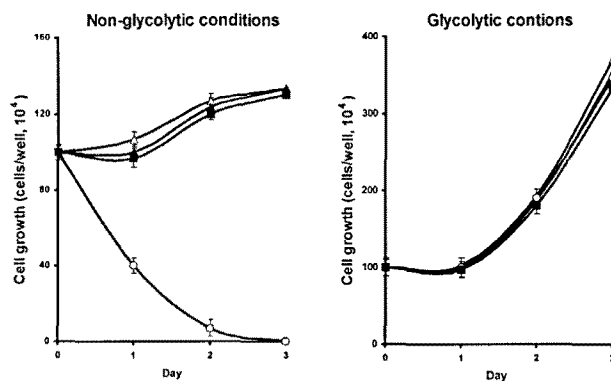 Non-glycolytic conditions
Cell growth (cells/well, 10⁴)
160
120
80
40
0
0 1 2 3
Day
Glycolytic contions
Cell growth (cells/well, 10⁴)
400
300
200
100
0
0 1 2 3
Day